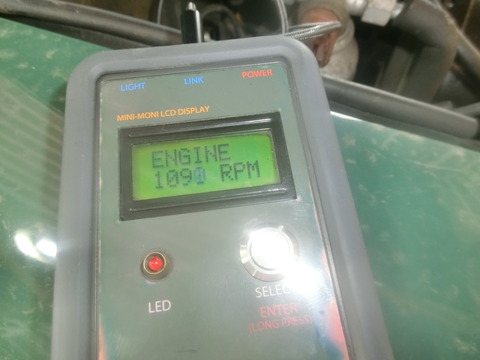 LIGHT LINK POWER
MINI-MONI LCD DISPLAY
ENGINE
1090 RPM
LED
SELECT
ENTER
(LONG PRESS)